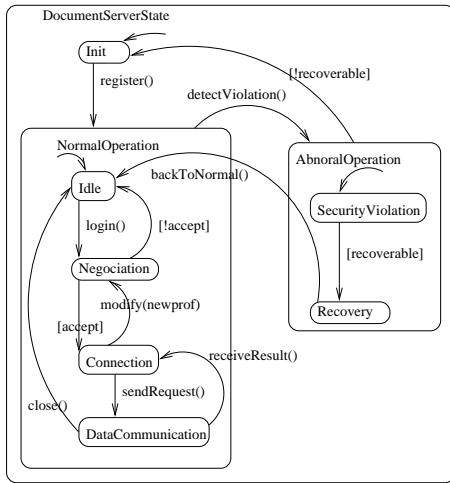 DocumentServerState
Init
[!recoverable]
register()
detectViolation()
NormalOperation
AbnoralOperation
backToNormal()
Idle
SecurityViolation
login()
[!accept]
[recoverable]
Negociation
modify(newprof)
Recovery
[accept]
Connection
receiveResult()
sendRequest()
close()
DataCommunication